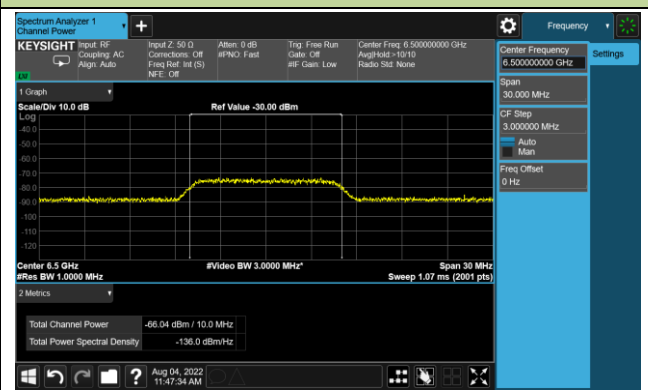 Spectrum Analyzer 1
Channel Power
+
Frequency
KEYSIGHT
Input: RF
Coupling: AC
Align: Auto
Input Z: 50 Ω
Corrections: Off
Freq Ref: Int (S)
NFE: Off
Atten: 0 dB
#PNO: Fast
Trig: Free Run
Gate: Off
#IF Gain: Low
Center Freq: 6.500000000 GHz
Avg|Hold:>10/10
Radio Std: None
LXI
Center Frequency
6.500000000 GHz
Settings
Span
30.000 MHz
CF Step
3.000000 MHz
Auto
Man
Freq Offset
0 Hz
1 Graph
Scale/Div 10.0 dB
Ref Value -30.00 dBm
Log
-40.0
-50.0
-60.0
-70.0
-80.0
-90.0
-100
-110
-120
Center 6.5 GHz
#Video BW 3.0000 MHz*
Span 30 MHz
#Res BW 1.0000 MHz
Sweep 1.07 ms (2001 pts)
2 Metrics
Total Channel Power
-66.04 dBm / 10.0 MHz
Total Power Spectral Density
-136.0 dBm/Hz
?
Aug 04, 2022
11:47:34 AM